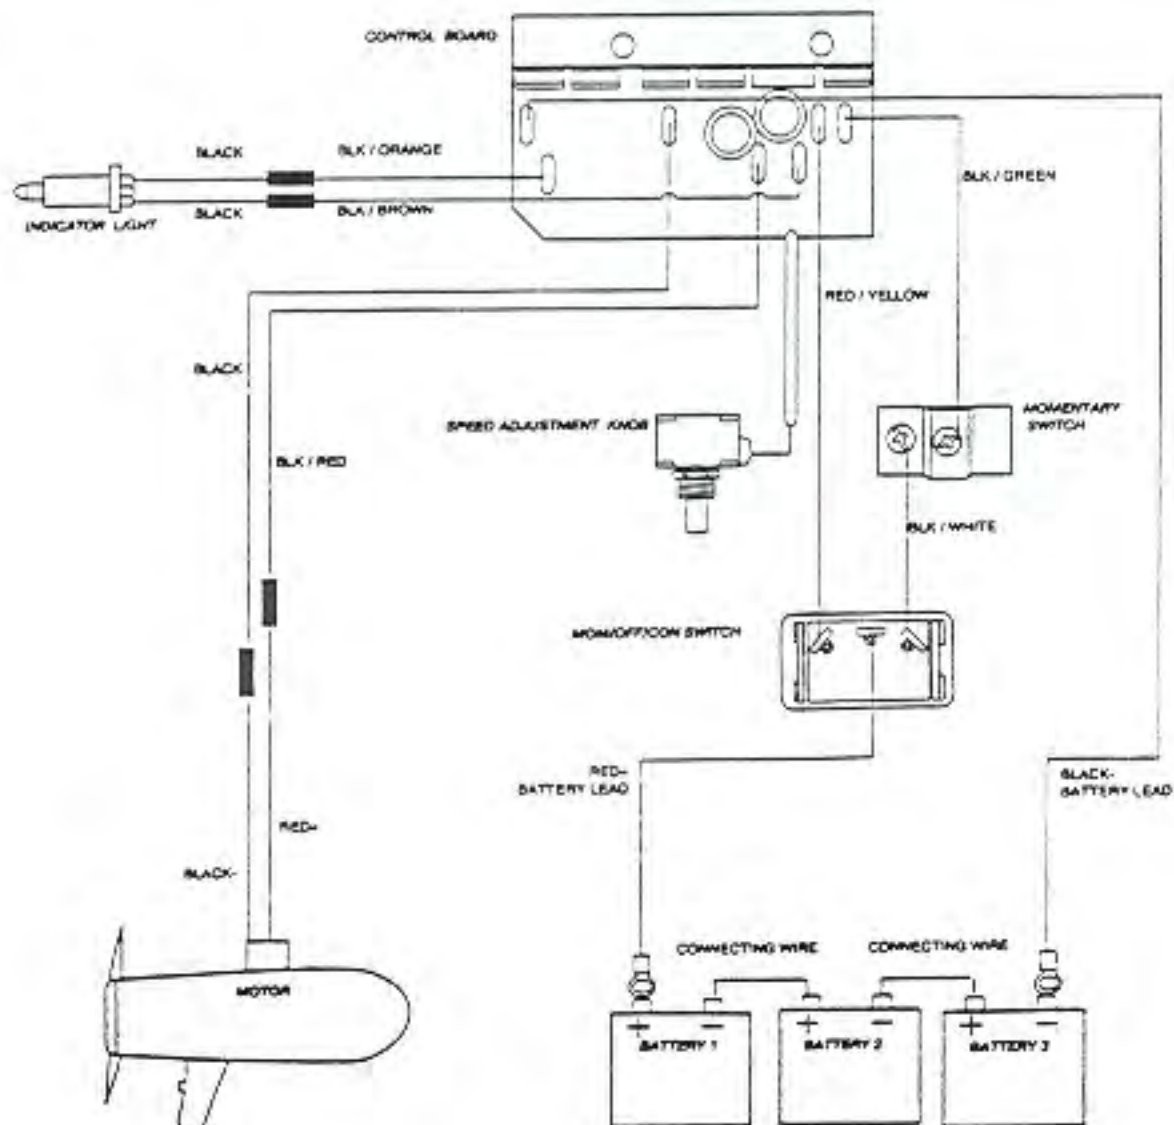 CONTROL BOARD
BLACK
BLK / ORANGE
BLK / GREEN
BLACK
BLK / BROWN
INDICATOR LIGHT
RED / YELLOW
BLACK
SPEED ADJUSTMENT KNOB
MOMENTARY
SWITCH
BLK / RED
BLK / WHITE
MOM/OFF/CON SWITCH
RED+
BATTERY LEAD
BLACK-
BATTERY LEAD
RED+
BLACK-
CONNECTING WIRE
CONNECTING WIRE
MOTOR
+ -
+ -
+ -
BATTERY 1
BATTERY 2
BATTERY 3